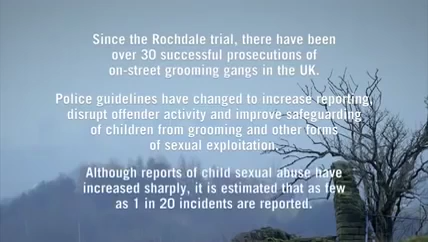 Since the Rochdale trial, there have been
over 30 successful prosecutions of
on-street grooming gangs in the UK.
Police guidelines have changed to increase reporting,
disrupt offender activity and improve safeguarding
of children from grooming and other forms
of sexual exploitation.
Although reports of child sexual abuse have
increased sharply, it is estimated that as few
as 1 in 20 incidents are reported.